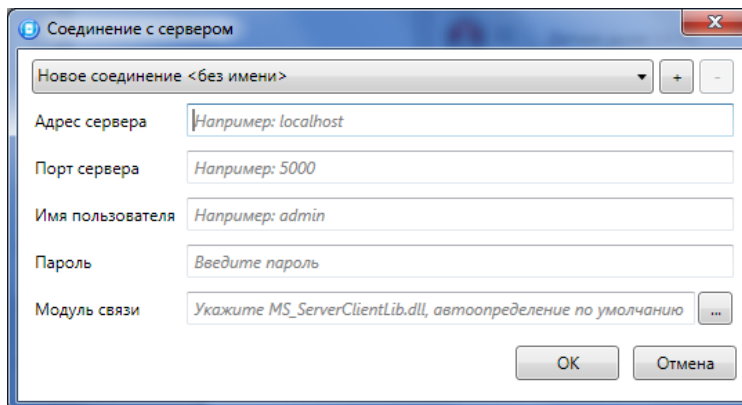 Соединение с сервером
Новое соединение <без имени>
+
-
Адрес сервера
Например: localhost
Порт сервера
Например: 5000
Имя пользователя
Например: admin
Пароль
Введите пароль
Модуль связи
Укажите MS_ServerClientLib.dll, автоопределение по умолчанию
...
ОК
Отмена